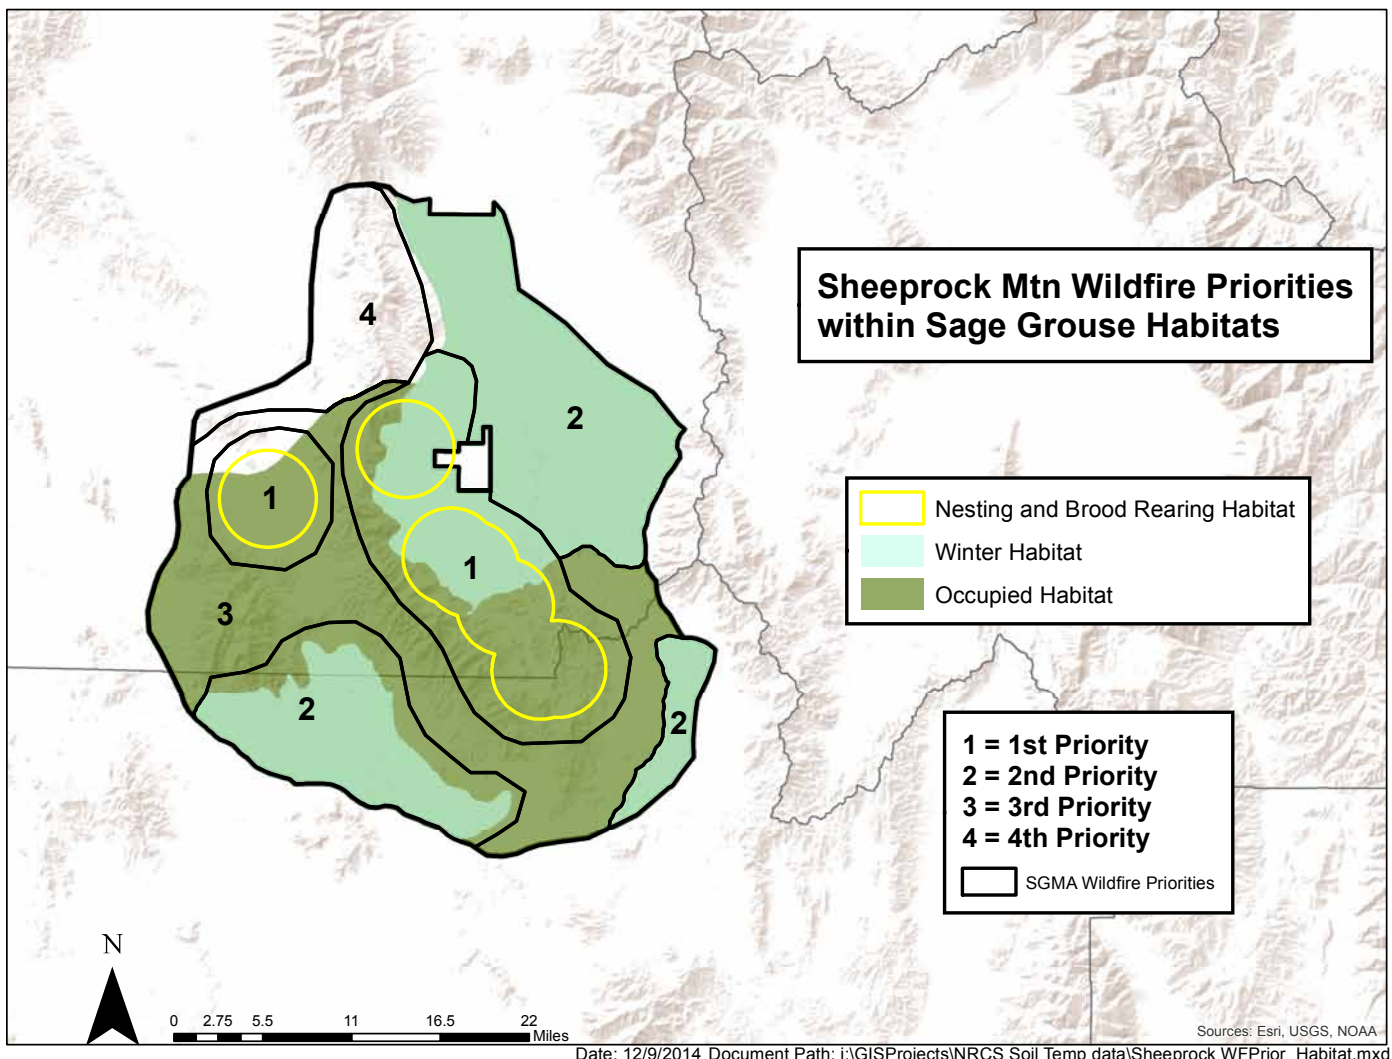 4
Sheeprock Mtn Wildfire Priorities
within Sage Grouse Habitats
2
1
Nesting and Brood Rearing Habitat
Winter Habitat
1
Occupied Habitat
3
2
2
1 = 1st Priority
2 = 2nd Priority
3 = 3rd Priority
4 = 4th Priority
SGMA Wildfire Priorities
N
0 2.75 5.5 11 16.5 22
Miles
Sources: Esri, USGS, NOAA
Date: 12/9/2014 Document Path: j:\GISProjects\NRCS Soil Temp data\Sheeprock WFPrior_Habitat.mxd